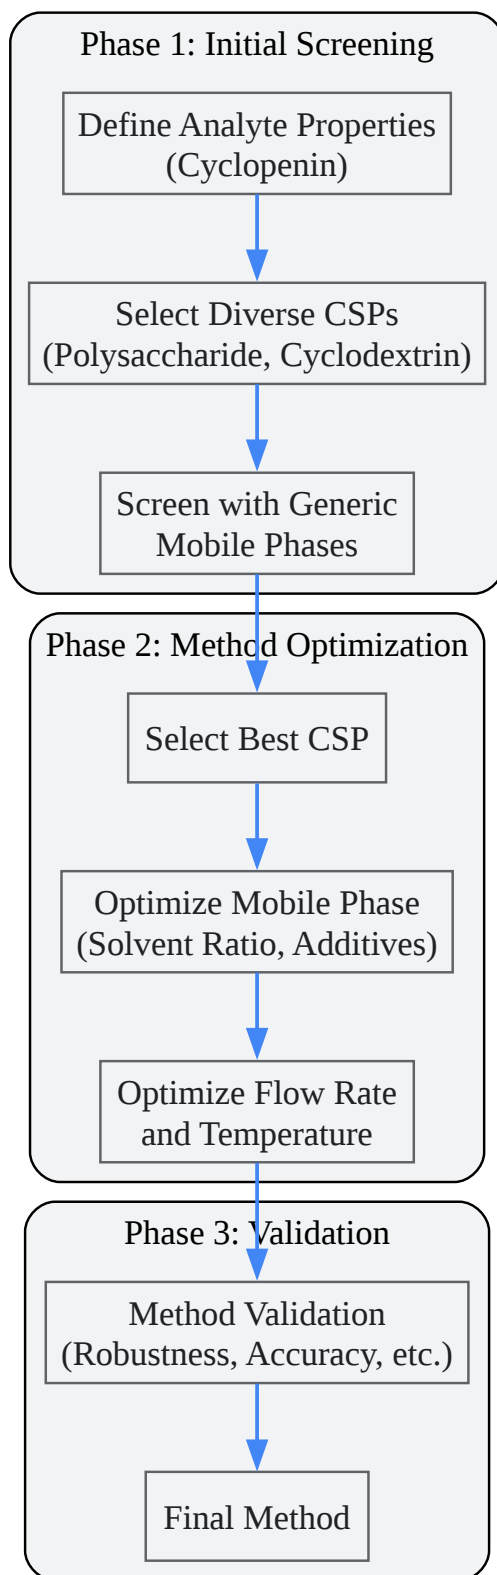 Phase 1: Initial Screening
Define Analyte Properties
(Cyclopenin)
Select Diverse CSPs
(Polysaccharide, Cyclodextrin)
Screen with Generic
Mobile Phases
Phase 2: Method Optimization
Select Best CSP
Optimize Mobile Phase
(Solvent Ratio, Additives)
Optimize Flow Rate
and Temperature
Phase 3: Validation
Method Validation
(Robustness, Accuracy, etc.)
Final Method